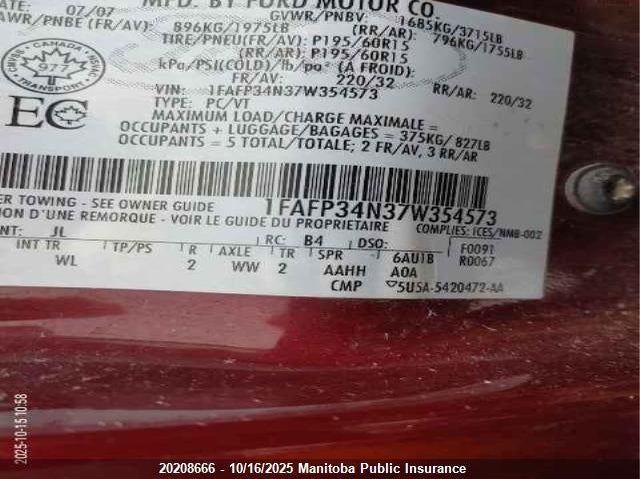 MFD. BY FORD MOTOR CO.
DATE: 07/07 GVWR/PNBV: 1685KG/3715LB
GAWR/PNBE (FR/AV): 896KG/1975LB (RR/AR): 796KG/1755LB
TIRE/PNEU(FR/AV): P195/60R15
(RR/AR): P195/60R15
kPa/PSI(COLD)/lb/po² (A FROID):
FR/AV: 220/32 RR/AR: 220/32
VIN: 1FAFP34N37W354573
TYPE: PC/VT
MAXIMUM LOAD/CHARGE MAXIMALE =
OCCUPANTS + LUGGAGE/BAGAGES = 375KG/ 827LB
OCCUPANTS = 5 TOTAL/TOTALE; 2 FR/AV, 3 RR/AR
CANADA
977
TRANSPORT
EC
ER TOWING - SEE OWNER GUIDE 1FAFP34N37W354573
ION D'UNE REMORQUE - VOIR LE GUIDE DU PROPRIETAIRE COMPLIES: ICES/NMB-002
NT: JL RC: B4 DSO: F0091
INT TR TP/PS R AXLE TR SPR 6AU1B R0067
WL 2 WW 2 AAHH A0A
CMP ▽5U5A-5420472-AA
2025-10-15 10:58
20208666 - 10/16/2025 Manitoba Public Insurance